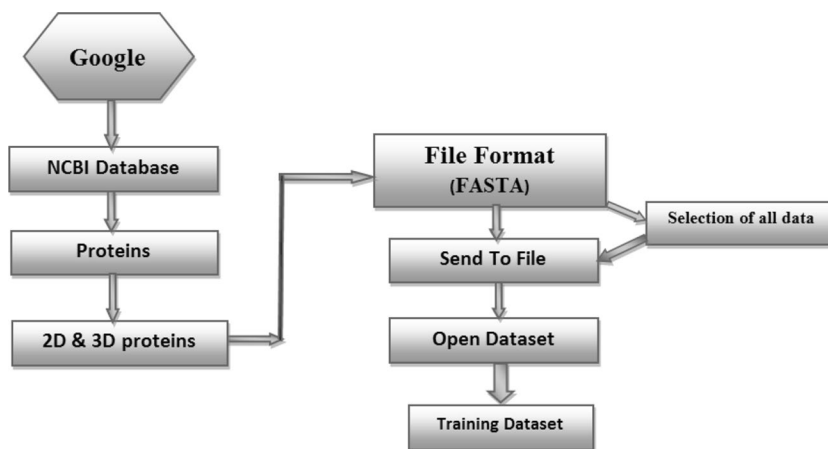 Google
NCBI Database
Proteins
2D & 3D proteins
File Format
(FASTA)
Selection of all data
Send To File
Open Dataset
Training Dataset